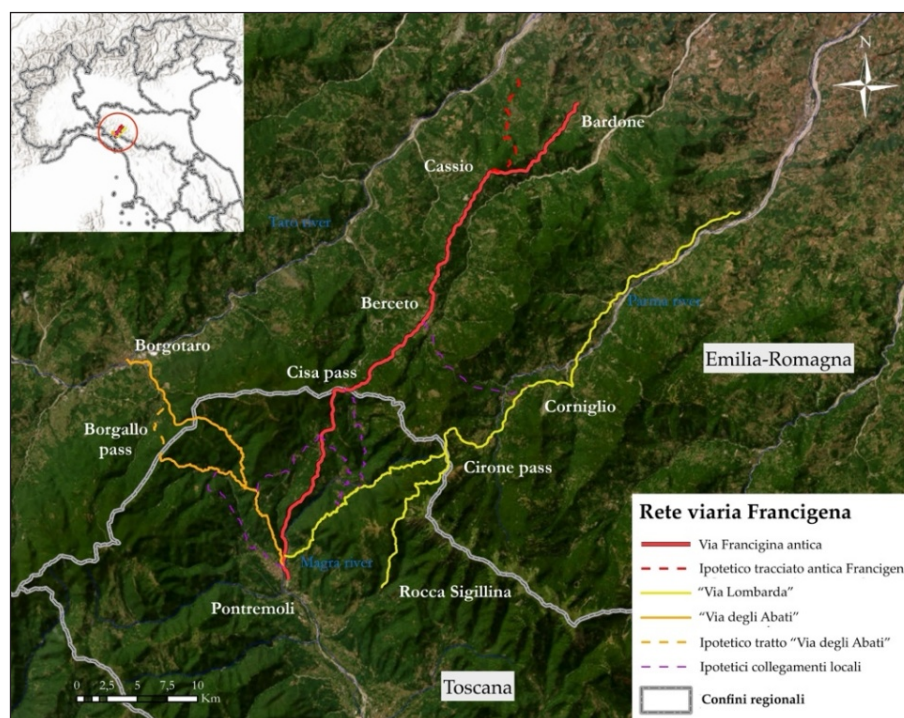 N
Bardone
Cassio
Taro river
Berceto
Parma river
Borgotaro
Emilia-Romagna
Cisa pass
Corniglio
Borgallo
pass
Cirone pass
Magra river
Rocca Sigillina
Pontremoli
Toscana
0 2,5 5 7,5 10
Km
Rete viaria Francigena
Via Francigina antica
Ipotetico tracciato antica Francigen
“Via Lombarda”
“Via degli Abati”
Ipotetico tratto “Via degli Abati”
Ipotetici collegamenti locali
Confini regionali